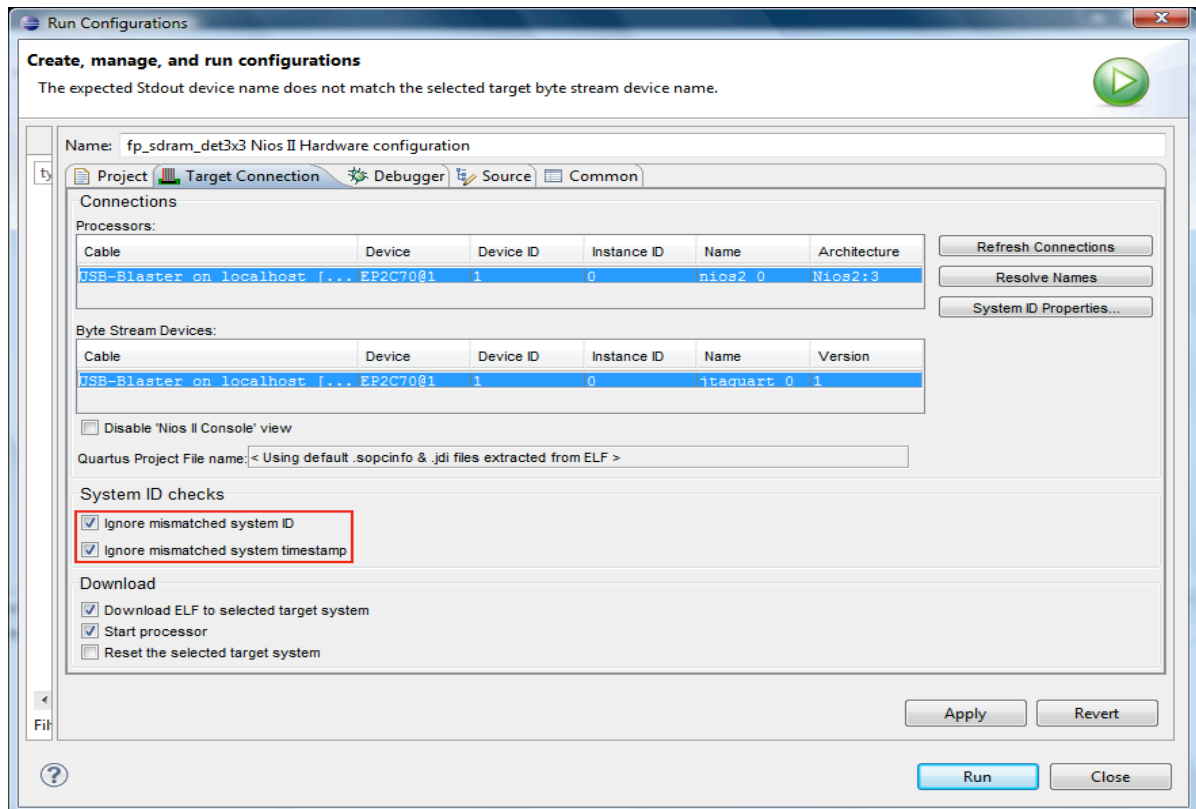 Run Configurations
Create, manage, and run configurations
The expected Stdout device name does not match the selected target byte stream device name.
Name: fp_sdram_det3x3 Nios II Hardware configuration
ty
Project Target Connection Debugger Source Common
Connections
Processors:
Cable Device Device ID Instance ID Name Architecture
USB-Blaster on localhost [... EP2C70@1 1 0 nios2_0 Nios2:3
Refresh Connections
Resolve Names
System ID Properties...
Byte Stream Devices:
Cable Device Device ID Instance ID Name Version
USB-Blaster on localhost [... EP2C70@1 1 0 jtaguart_0 1
Disable 'Nios II Console' view
Quartus Project File name: < Using default .sopcinfo & .jdi files extracted from ELF >
System ID checks
Ignore mismatched system ID
Ignore mismatched system timestamp
Download
Download ELF to selected target system
Start processor
Reset the selected target system
Filt
Apply Revert
? Run Close